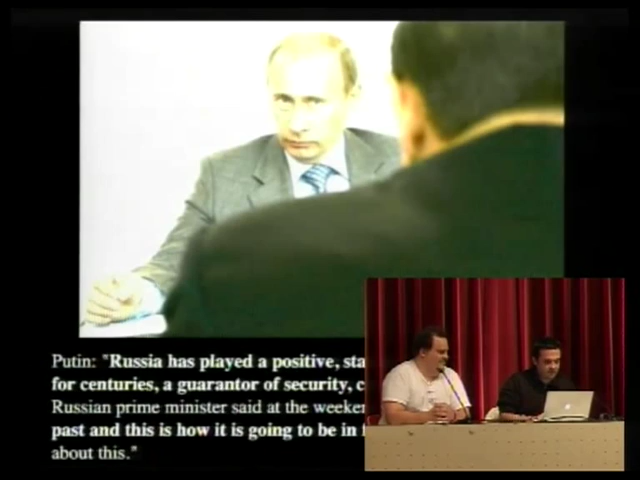 Putin: "Russia has played a positive,
for centuries, a guarantor of security,
Russian prime minister said at the
past and this is how it is going to be in
about this."